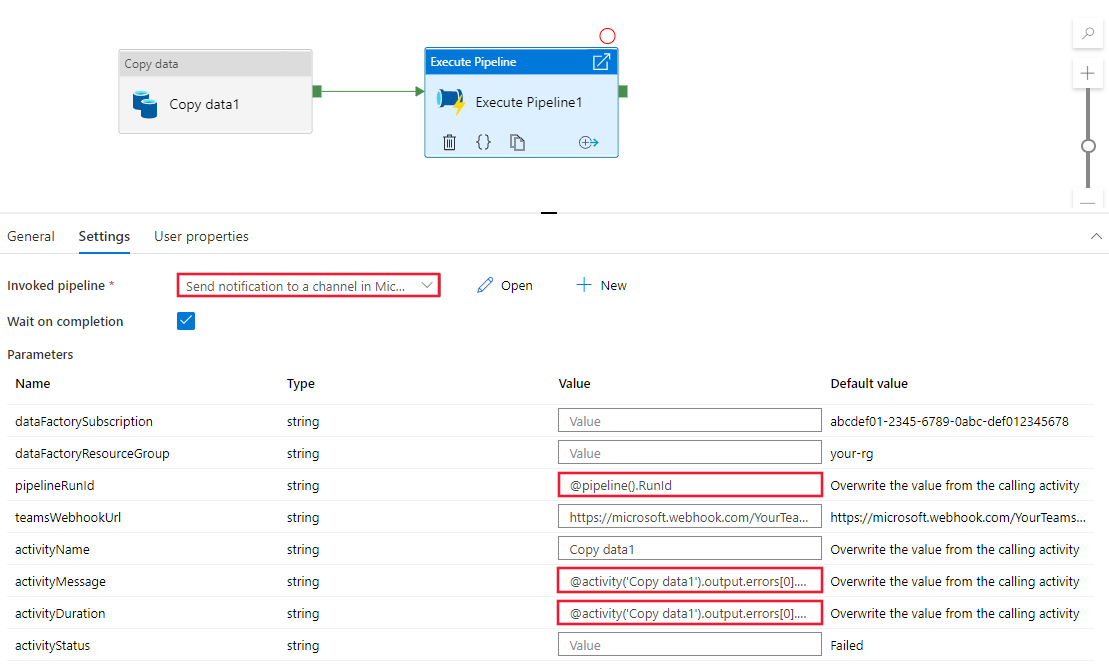 Copy data
Copy data1
Execute Pipeline
Execute Pipeline1
{}
General Settings User properties
Invoked pipeline * Send notification to a channel in Mic... Open New
Wait on completion
Parameters
Name Type Value Default value
dataFactorySubscription string Value abcdef01-2345-6789-0abc-def012345678
dataFactoryResourceGroup string Value your-rg
pipelineRunId string @pipeline().RunId Overwrite the value from the calling activity
teamsWebhookUrl string https://microsoft.webhook.com/YourTea... https://microsoft.webhook.com/YourTeams...
activityName string Copy data1 Overwrite the value from the calling activity
activityMessage string @activity('Copy data1').output.errors[0].... Overwrite the value from the calling activity
activityDuration string @activity('Copy data1').output.errors[0].... Overwrite the value from the calling activity
activityStatus string Value Failed